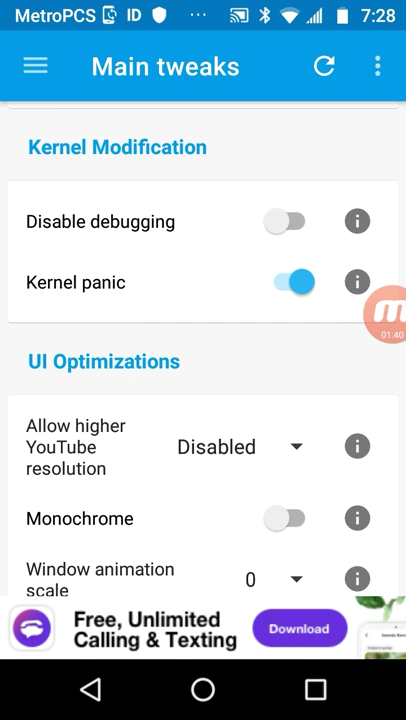 MetroPCS ID ... 7:28
Main tweaks
Kernel Modification
Disable debugging
Kernel panic
01:40
UI Optimizations
Allow higher
YouTube
resolution
Disabled
Monochrome
Window animation
scale
0
Free, Unlimited
Calling & Texting
Download